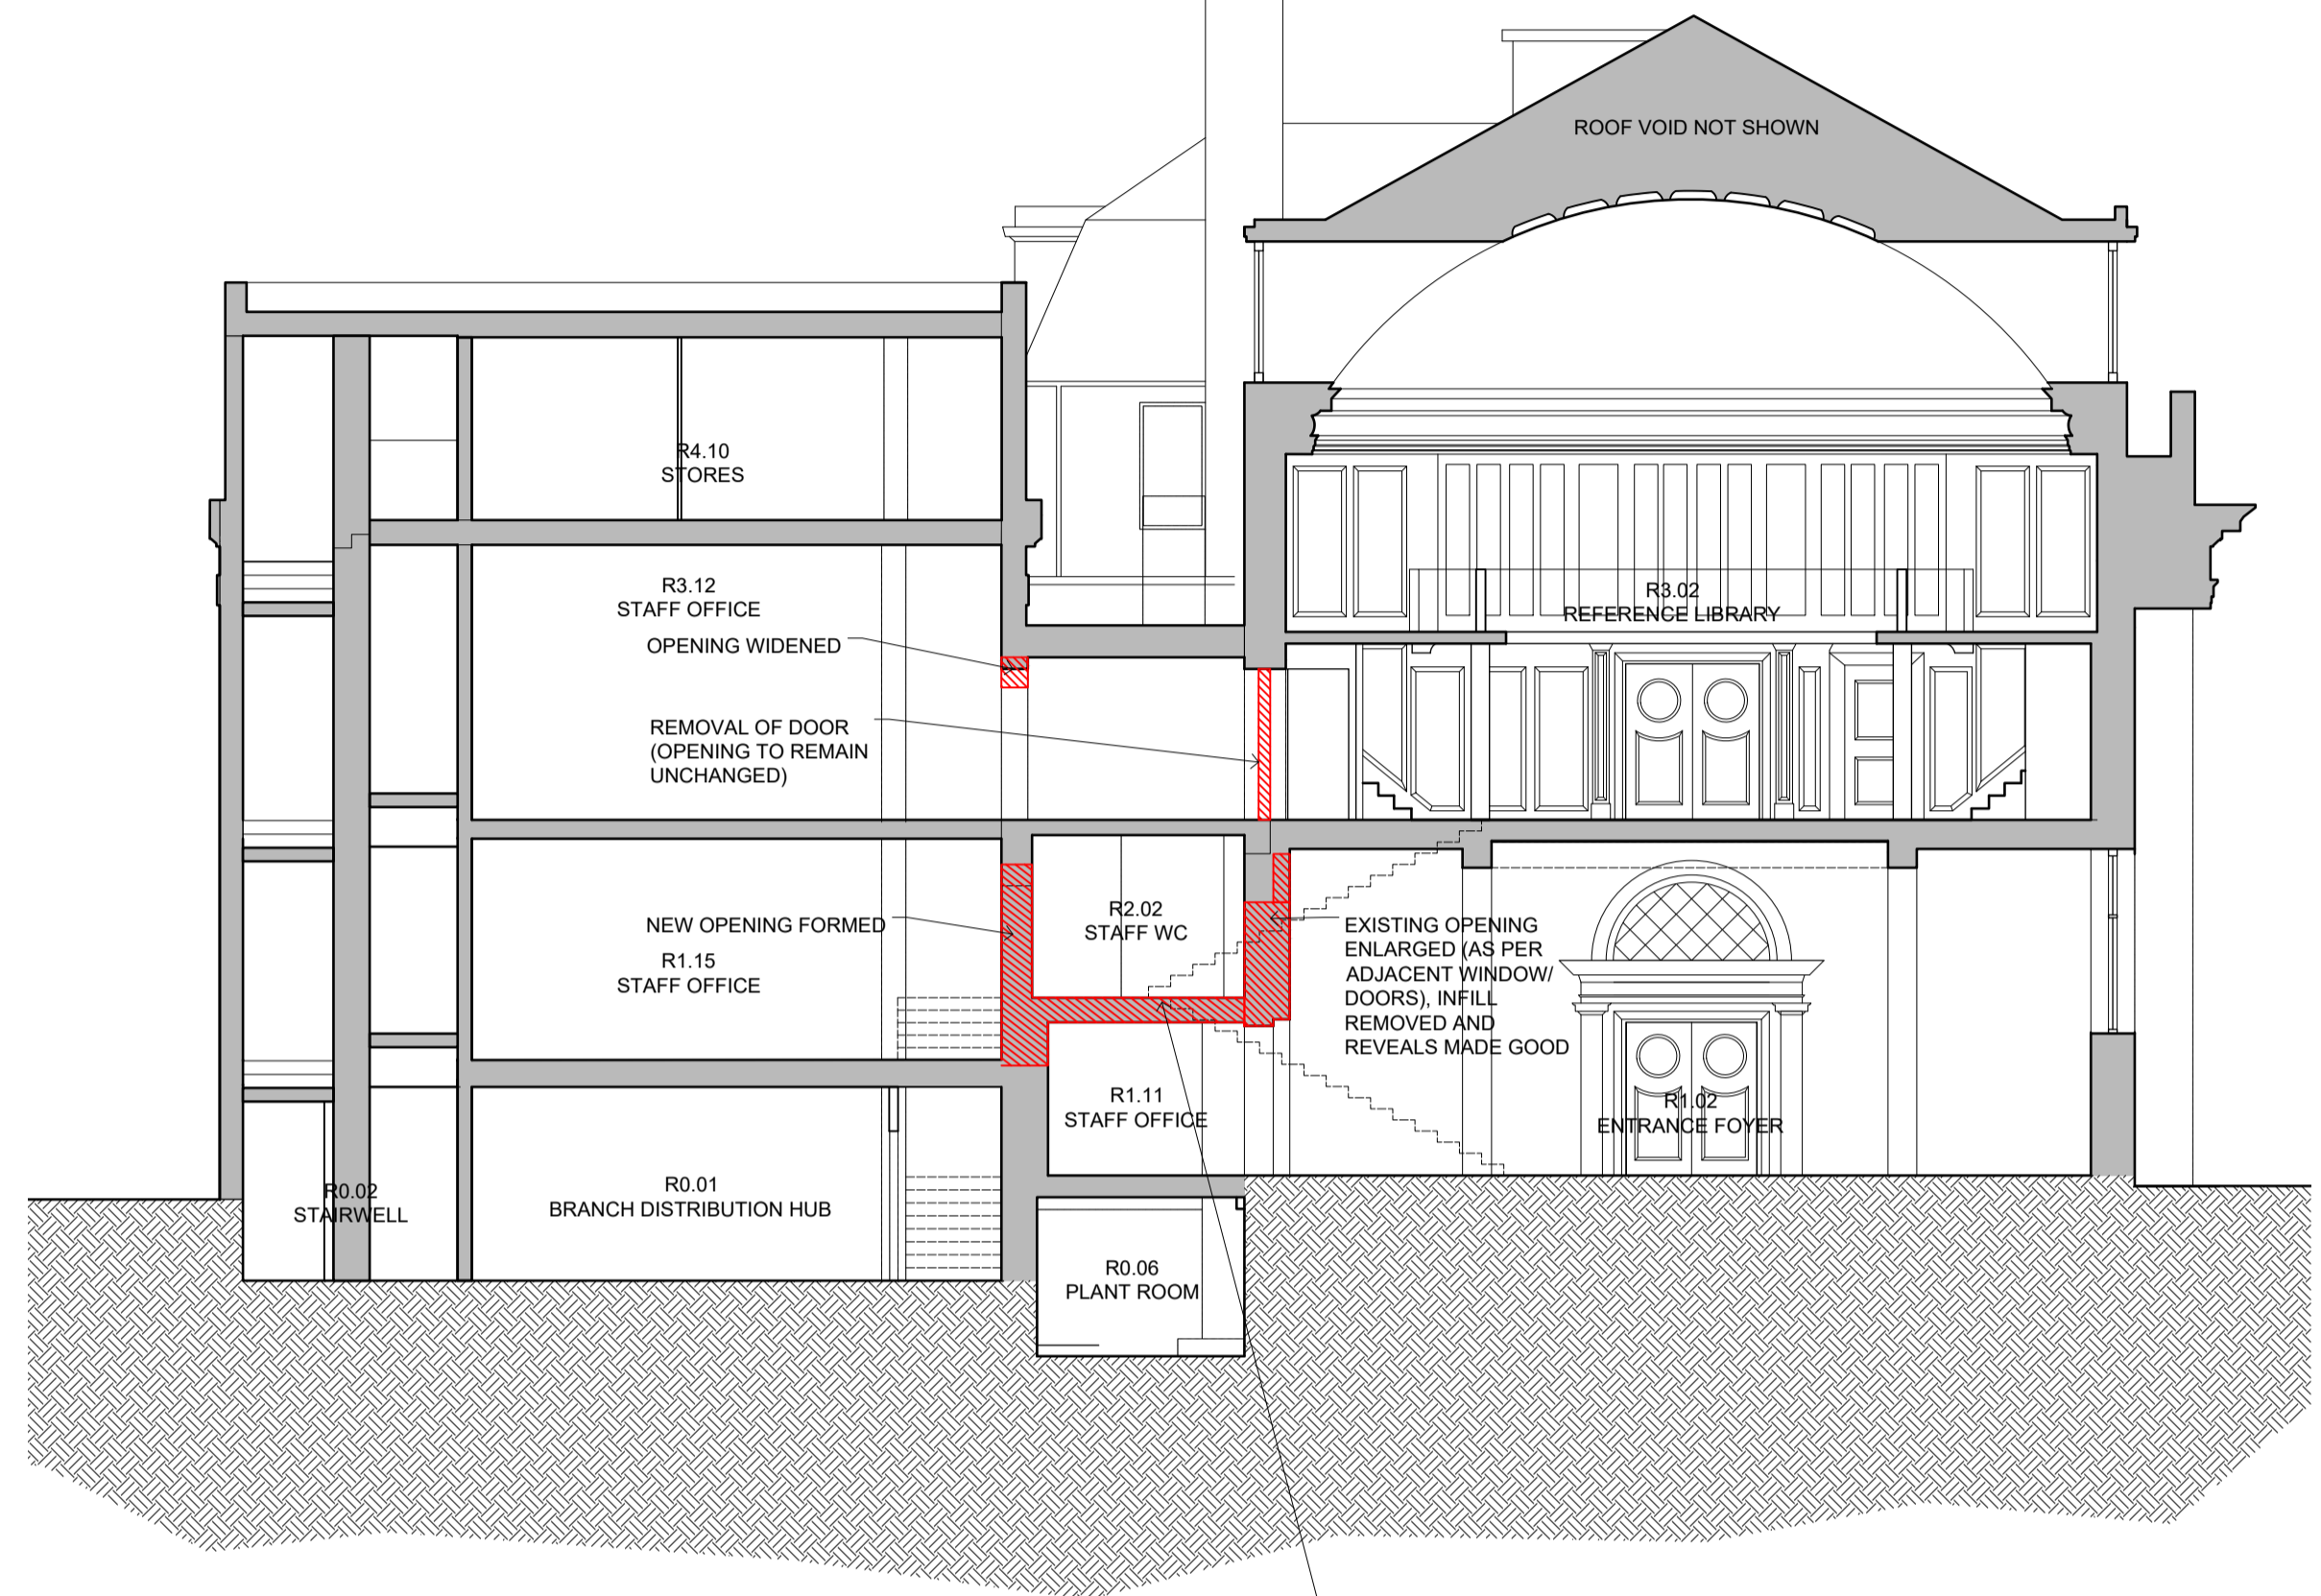 ROOF VOID NOT SHOWN
R4.10
STORES
R3.12
STAFF OFFICE
R3.02
REFERENCE LIBRARY
OPENING WIDENED
REMOVAL OF DOOR
(OPENING TO REMAIN
UNCHANGED)
NEW OPENING FORMED
R1.15
STAFF OFFICE
R2.02
STAFF WC
EXISTING OPENING
ENLARGED (AS PER
ADJACENT WINDOW/
DOORS), INFILL
REMOVED AND
REVEALS MADE GOOD
R1.11
STAFF OFFICE
R1.02
ENTRANCE FOYER
R0.02
STAIRWELL
R0.01
BRANCH DISTRIBUTION HUB
R0.06
PLANT ROOM